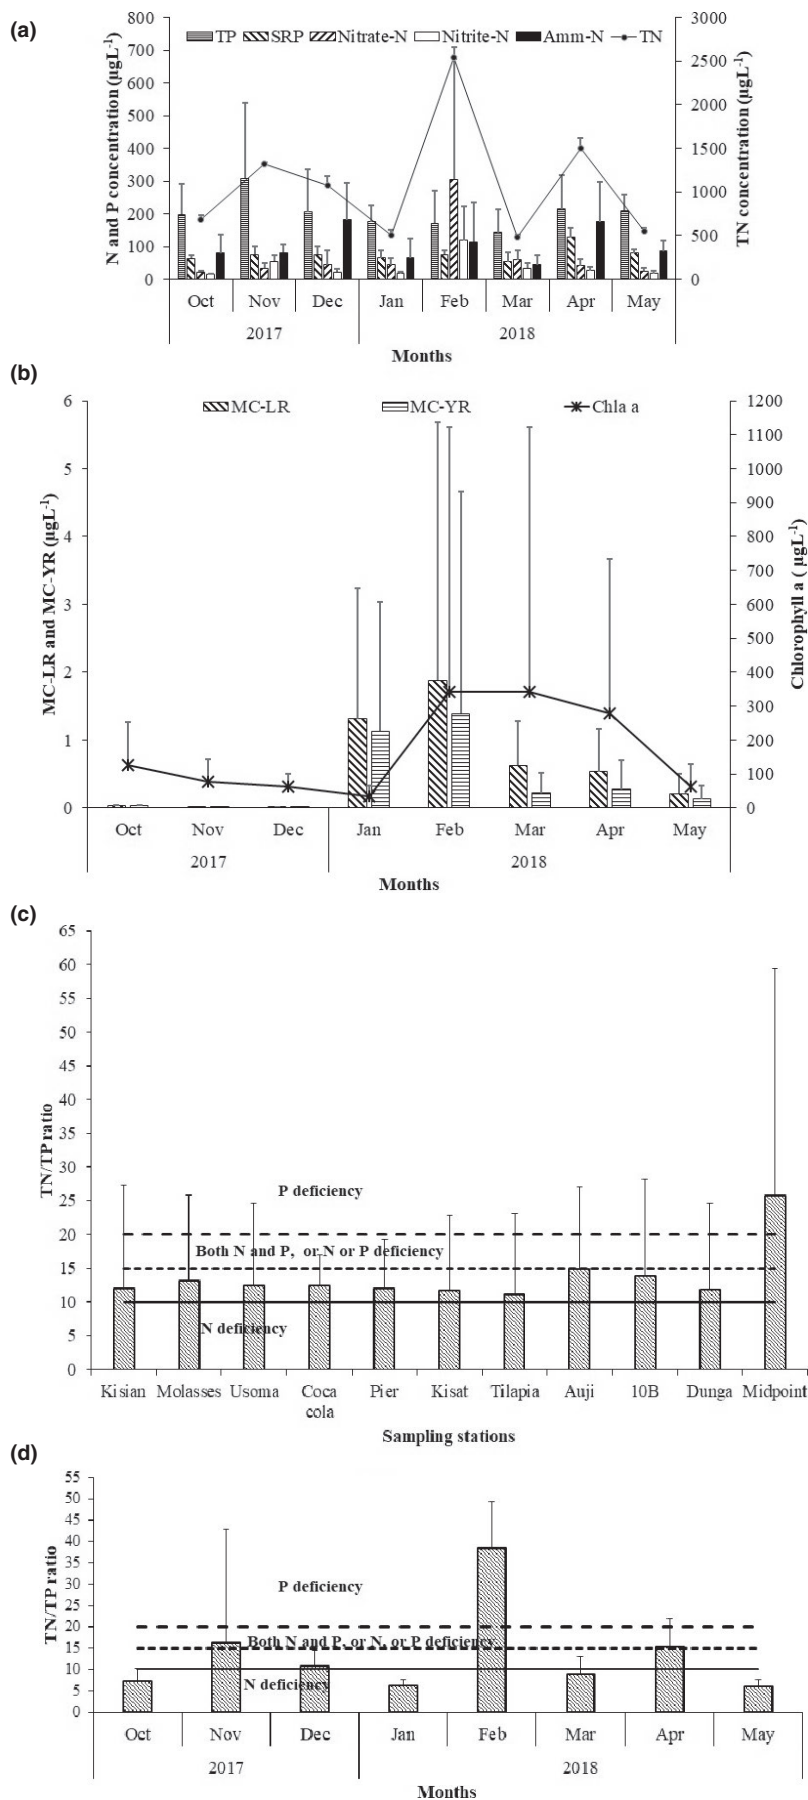 (a)
TP SRP Nitrate-N Nitrite-N Amm-N TN
N and P concentration (µgL-1)
800
700
600
500
400
300
200
100
0
TN concentration (µgL-1)
3000
2500
2000
1500
1000
500
0
Oct Nov Dec Jan Feb Mar Apr May
2017 2018
Months
(b)
MC-LR MC-YR Chla a
MC-LR and MC-YR (µgL-1)
6
5
4
3
2
1
0
Chlorophyll a ( µgL-1)
1200
1100
1000
900
800
700
600
500
400
300
200
100
0
Oct Nov Dec Jan Feb Mar Apr May
2017 2018
Months
(c)
TN/TP ratio
65
60
55
50
45
40
35
30
25
20
15
10
5
0
P deficiency
Both N and P, or N or P deficiency
N deficiency
Kisian Molasses Usoma Coca cola Pier Kisat Tilapia Auji 10B Dunga Midpoint
Sampling stations
(d)
TN/TP ratio
55
50
45
40
35
30
25
20
15
10
5
0
P deficiency
Both N and P, or N, or P deficiency
N deficiency
Oct Nov Dec Jan Feb Mar Apr May
2017 2018
Months